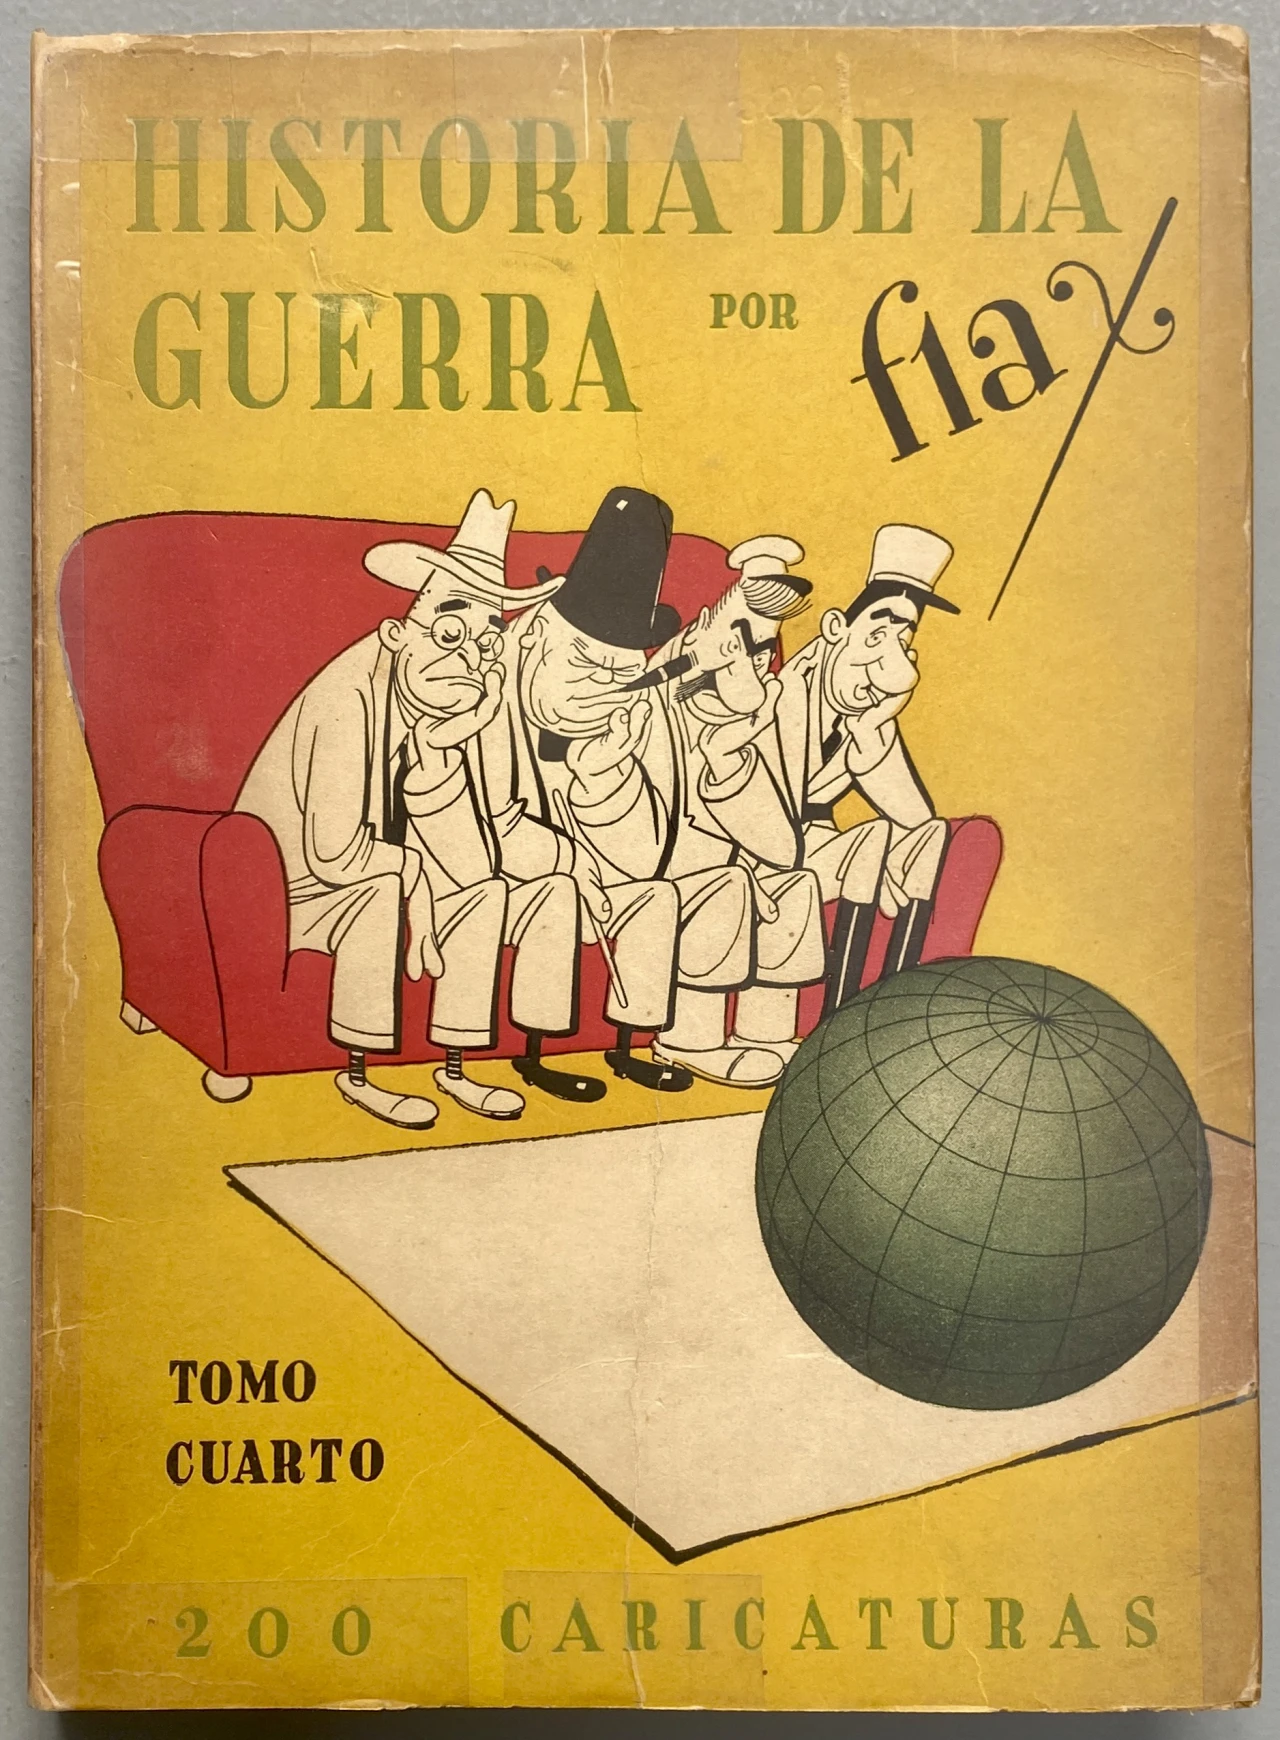 HISTORIA DE LA
GUERRA POR flax
TOMO
CUARTO
200 CARICATURAS